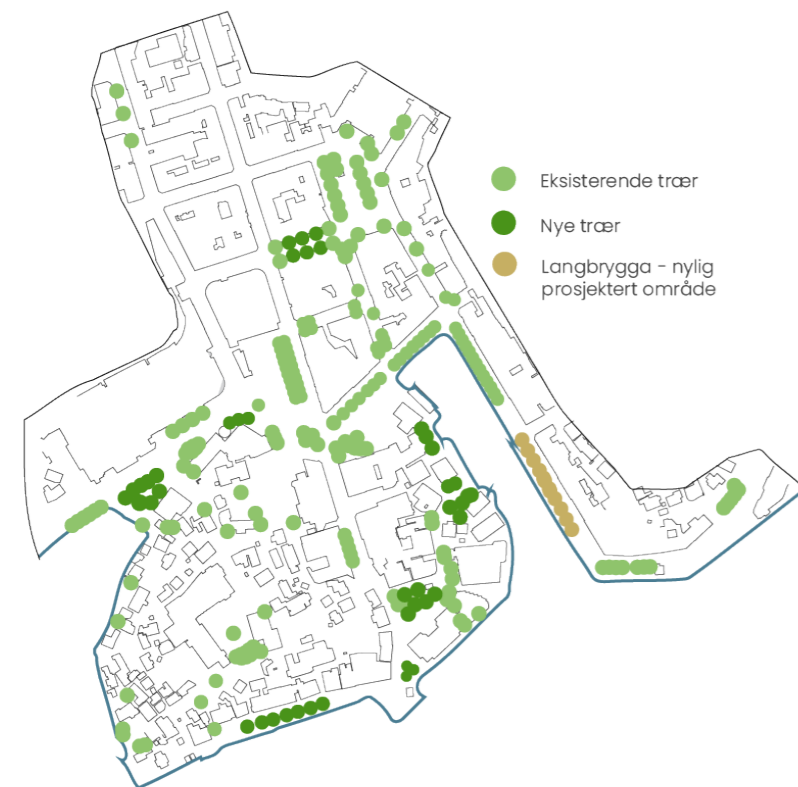 Eksisterende trær
Nye trær
Langbrygga - nylig
prosjektert område